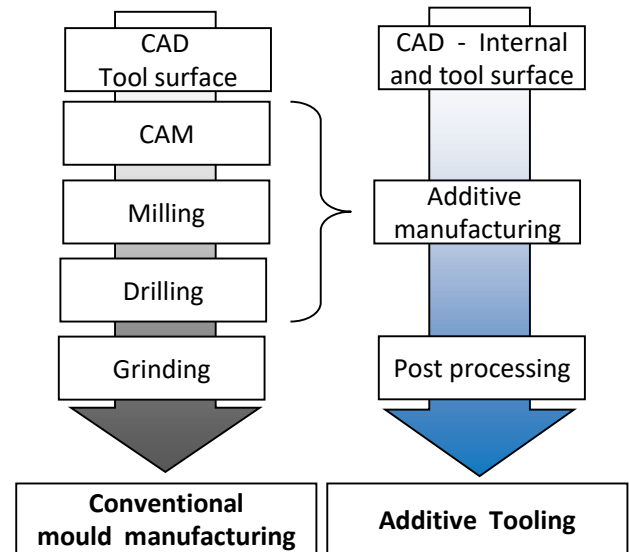 CAD
Tool surface
CAM
Milling
Drilling
Grinding
Conventional
mould manufacturing
CAD - Internal
and tool surface
Additive
manufacturing
Post processing
Additive Tooling